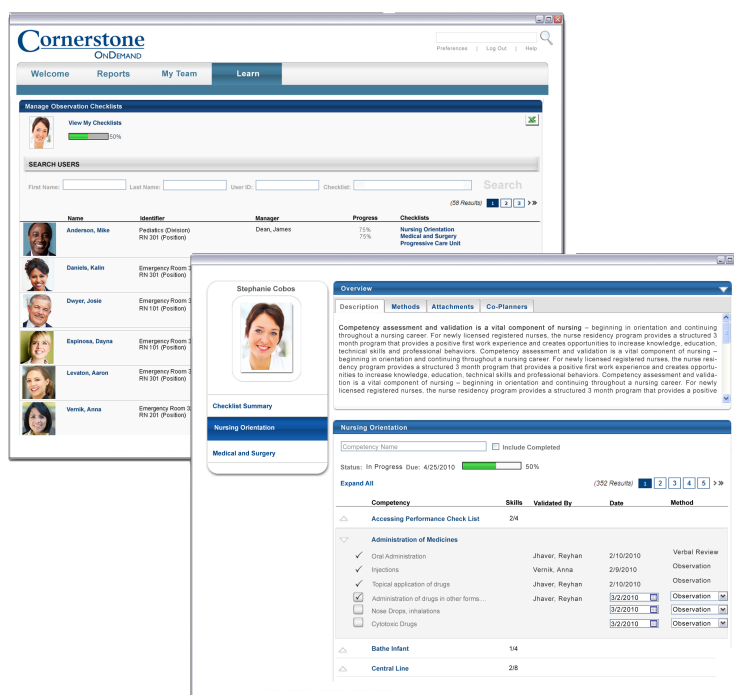 Cornerstone
OnDemand
Preferences | Log Out | Help
Welcome Reports My Team Learn
Manage Observation Checklists
View My Checklists
50%
SEARCH USERS
First Name: Last Name: User ID: Checklist: Search
(58 Results) 1 2 3 >»
Name Identifier Manager Progress Checklists
Anderson, Mike Pediatics (Division) Dean, James 75% Nursing Orientation
RN 301 (Position) 75% Medical and Surgery
Progressive Care Unit
Daniels, Kalin Emergency Room 3
RN 301 (Position)
Dwyer, Josie Emergency Room 3
RN 101 (Position)
Espinosa, Dayna Emergency Room 3
RN 101 (Position)
Levaton, Aaron Emergency Room 3
RN 301 (Position)
Vernik, Anna Emergency Room 3
RN 201 (Position)
Stephanie Cobos
Checklist Summary
Nursing Orientation
Medical and Surgery
Overview
Description Methods Attachments Co-Planners
Competency assessment and validation is a vital component of nursing – beginning in orientation and continuing
throughout a nursing career. For newly licensed registered nurses, the nurse residency program provides a structured 3
month program that provides a positive first work experience and creates opportunities to increase knowledge, education,
technical skills and professional behaviors. Competency assessment and validation is a vital component of nursing –
beginning in orientation and continuing throughout a nursing career. For newly licensed registered nurses, the nurse resi-
dency program provides a structured 3 month program that provides a positive first work experience and creates opportu-
nities to increase knowledge, education, technical skills and professional behaviors. Competency assessment and valida-
tion is a vital component of nursing – beginning in orientation and continuing throughout a nursing career. For newly
licensed registered nurses, the nurse residency program provides a structured 3 month program that provides a positive
Nursing Orientation
Competency Name Include Completed
Status: In Progress Due: 4/25/2010 50%
Expand All (352 Results) 1 2 3 4 5 >»
Competency Skills Validated By Date Method
Accessing Performance Check List 2/4
Administration of Medicines
Oral Administration Jhaver, Reyhan 2/10/2010 Verbal Review
Injections Vernik, Anna 2/9/2010 Observation
Topical application of drugs Jhaver, Reyhan 2/10/2010 Observation
Administration of drugs in other forms.... Jhaver, Reyhan 3/2/2010 Observation
Nose Drops, inhalations 3/2/2010 Observation
Cytotoxic Drugs 3/2/2010 Observation
Bathe Infant 1/4
Central Line 2/8